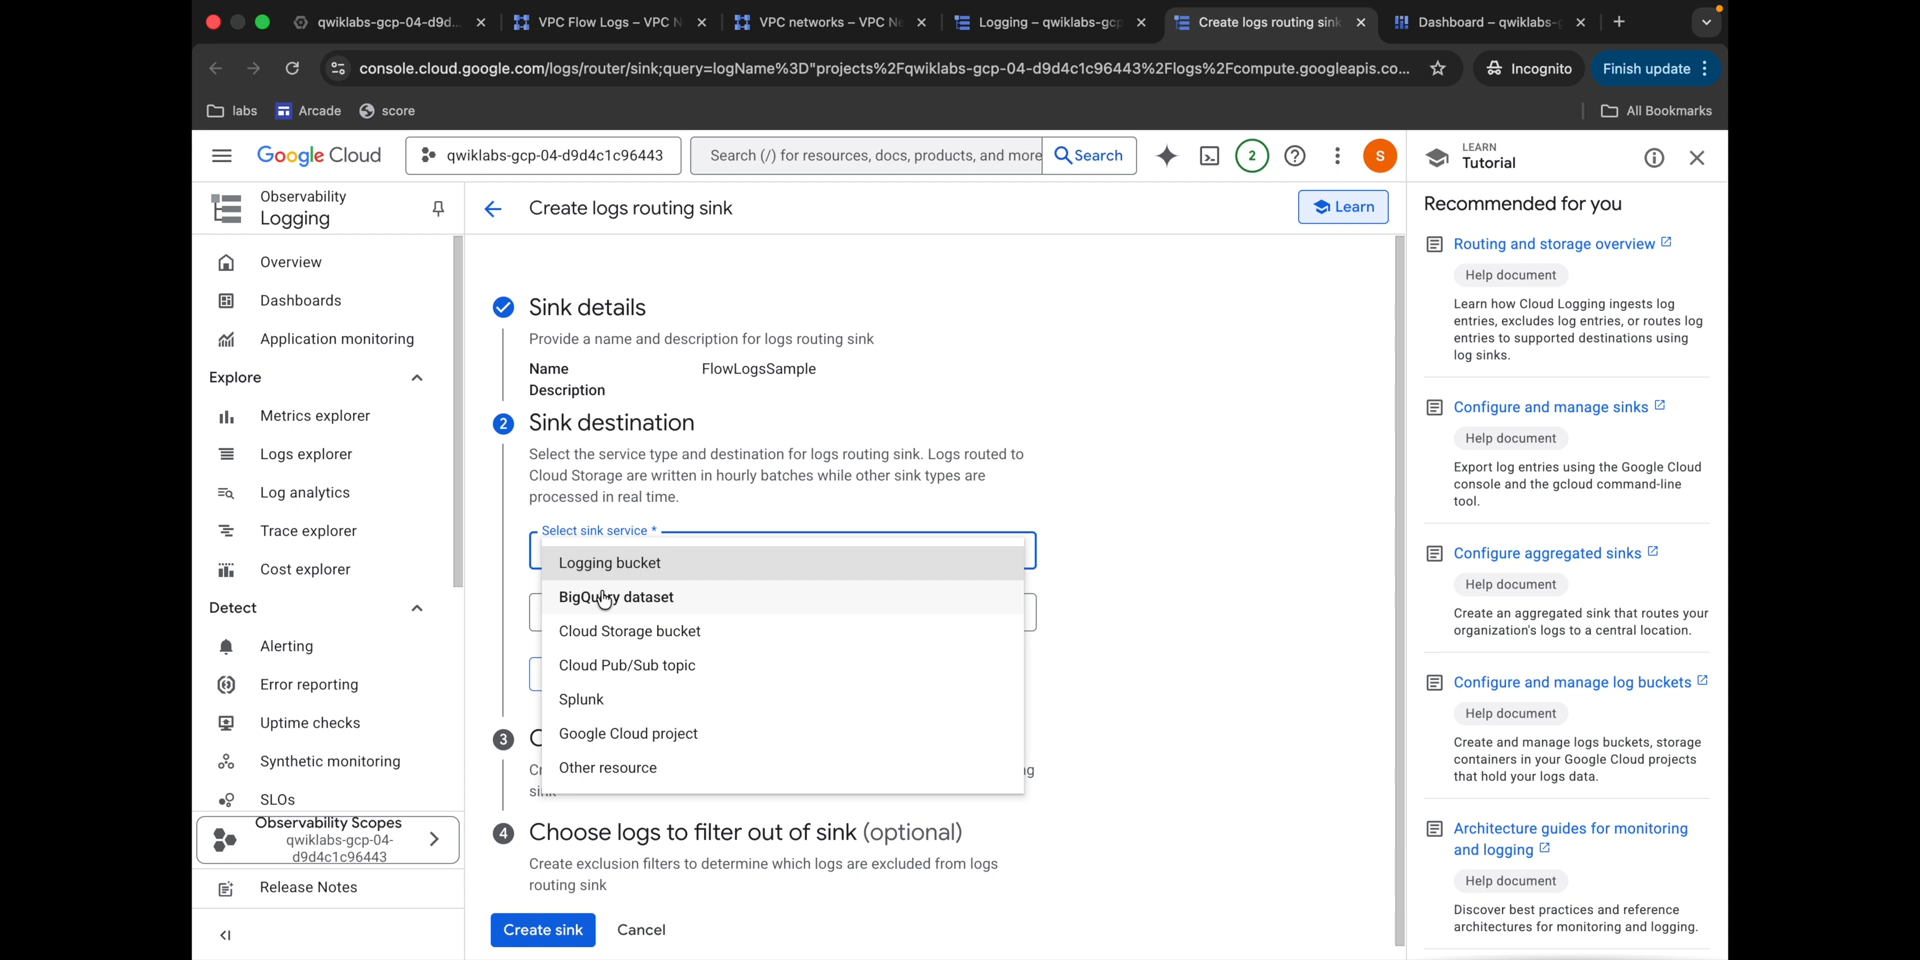 qwiklabs-gcp-04-d9d...
VPC Flow Logs – VPC N
VPC networks – VPC Ne
Logging – qwiklabs-gcp
Create logs routing sink
Dashboard – qwiklabs-g
console.cloud.google.com/logs/router/sink;query=logName%3D"projects%2Fqwiklabs-gcp-04-d9d4c1c96443%2Flogs%2Fcompute.googleapis.co...
Incognito
Finish update
labs
Arcade
score
All Bookmarks
Google Cloud
qwiklabs-gcp-04-d9d4c1c96443
Search (/) for resources, docs, products, and more
Search
2
S
LEARN
Tutorial
Observability
Logging
Create logs routing sink
Learn
Recommended for you
Overview
Dashboards
Application monitoring
Explore
Metrics explorer
Logs explorer
Log analytics
Trace explorer
Cost explorer
Detect
Alerting
Error reporting
Uptime checks
Synthetic monitoring
SLOs
Observability Scopes
qwiklabs-gcp-04-
d9d4c1c96443
Release Notes
Sink details
Provide a name and description for logs routing sink
Name FlowLogsSample
Description
2 Sink destination
Select the service type and destination for logs routing sink. Logs routed to
Cloud Storage are written in hourly batches while other sink types are
processed in real time.
Select sink service *
Logging bucket
BigQuery dataset
Cloud Storage bucket
Cloud Pub/Sub topic
Splunk
Google Cloud project
Other resource
3
4 Choose logs to filter out of sink (optional)
Create exclusion filters to determine which logs are excluded from logs
routing sink
Create sink
Cancel
Routing and storage overview
Help document
Learn how Cloud Logging ingests log
entries, excludes log entries, or routes log
entries to supported destinations using
log sinks.
Configure and manage sinks
Help document
Export log entries using the Google Cloud
console and the gcloud command-line
tool.
Configure aggregated sinks
Help document
Create an aggregated sink that routes your
organization's logs to a central location.
Configure and manage log buckets
Help document
Create and manage logs buckets, storage
containers in your Google Cloud projects
that hold your logs data.
Architecture guides for monitoring
and logging
Help document
Discover best practices and reference
architectures for monitoring and logging.